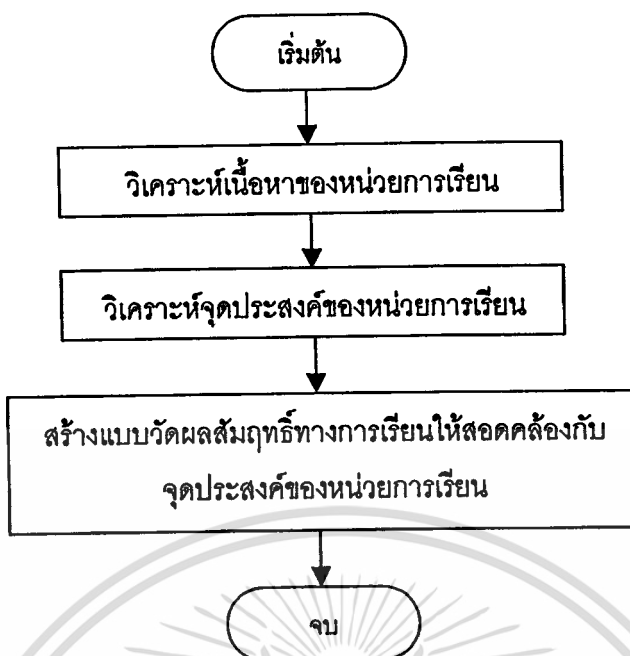 เริ่มต้น
วิเคราะห์เนื้อหาของหน่วยการเรียน
วิเคราะห์จุดประสงค์ของหน่วยการเรียน
สร้างแบบวัดผลสัมฤทธิ์ทางการเรียนให้สอดคล้องกับ
จุดประสงค์ของหน่วยการเรียน
จบ